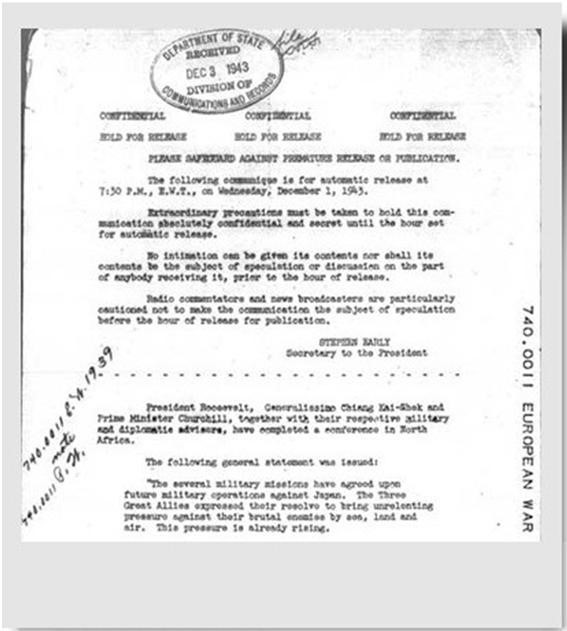 DEPARTMENT OF STATE
RECEIVED
DEC 3 1943
DIVISION OF
COMMUNICATIONS AND RECORDS
CONFIDENTIAL CONFIDENTIAL CONFIDENTIAL
HOLD FOR RELEASE HOLD FOR RELEASE HOLD FOR RELEASE
PLEASE SAFEGUARD AGAINST PREMATURE RELEASE OR PUBLICATION.
The following communique is for automatic release at
7:30 P.M., E.W.T., on Wednesday, December 1, 1943.
Extraordinary precautions must be taken to hold this com-
munication absolutely confidential and secret until the hour set
for automatic release.
No intimation can be given its contents nor shall its
contents be the subject of speculation or discussion on the part
of anybody receiving it, prior to the hour of release.
Radio commentators and news broadcasters are particularly
cautioned not to make the communication the subject of speculation
before the hour of release for publication.
STEPHEN EARLY
Secretary to the President
President Roosevelt, Generalissimo Chiang Kai-Shek and
Prime Minister Churchill, together with their respective military
and diplomatic advisers, have completed a conference in North
Africa.
The following general statement was issued:
"The several military missions have agreed upon
future military operations against Japan. The Three
Great Allies expressed their resolve to bring unrelenting
pressure against their brutal enemies by sea, land and
air. This pressure is already rising.
740.0011 E.W. 1939
note
740.0011 P.W.
740.0011 EUROPEAN WAR